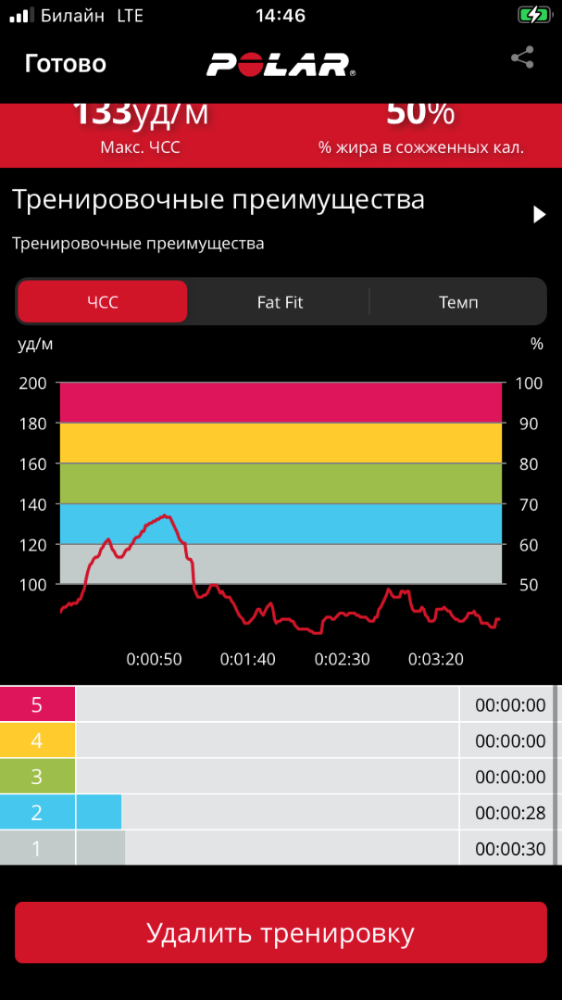 Билайн LTE 14:46
Готово POLAR®
133уд/м 50%
Макс. ЧСС % жира в сожженных кал.
Тренировочные преимущества
Тренировочные преимущества
ЧСС Fat Fit Темп
уд/м %
200 100
180 90
160 80
140 70
120 60
100 50
0:00:50 0:01:40 0:02:30 0:03:20
5 00:00:00
4 00:00:00
3 00:00:00
2 00:00:28
1 00:00:30
Удалить тренировку